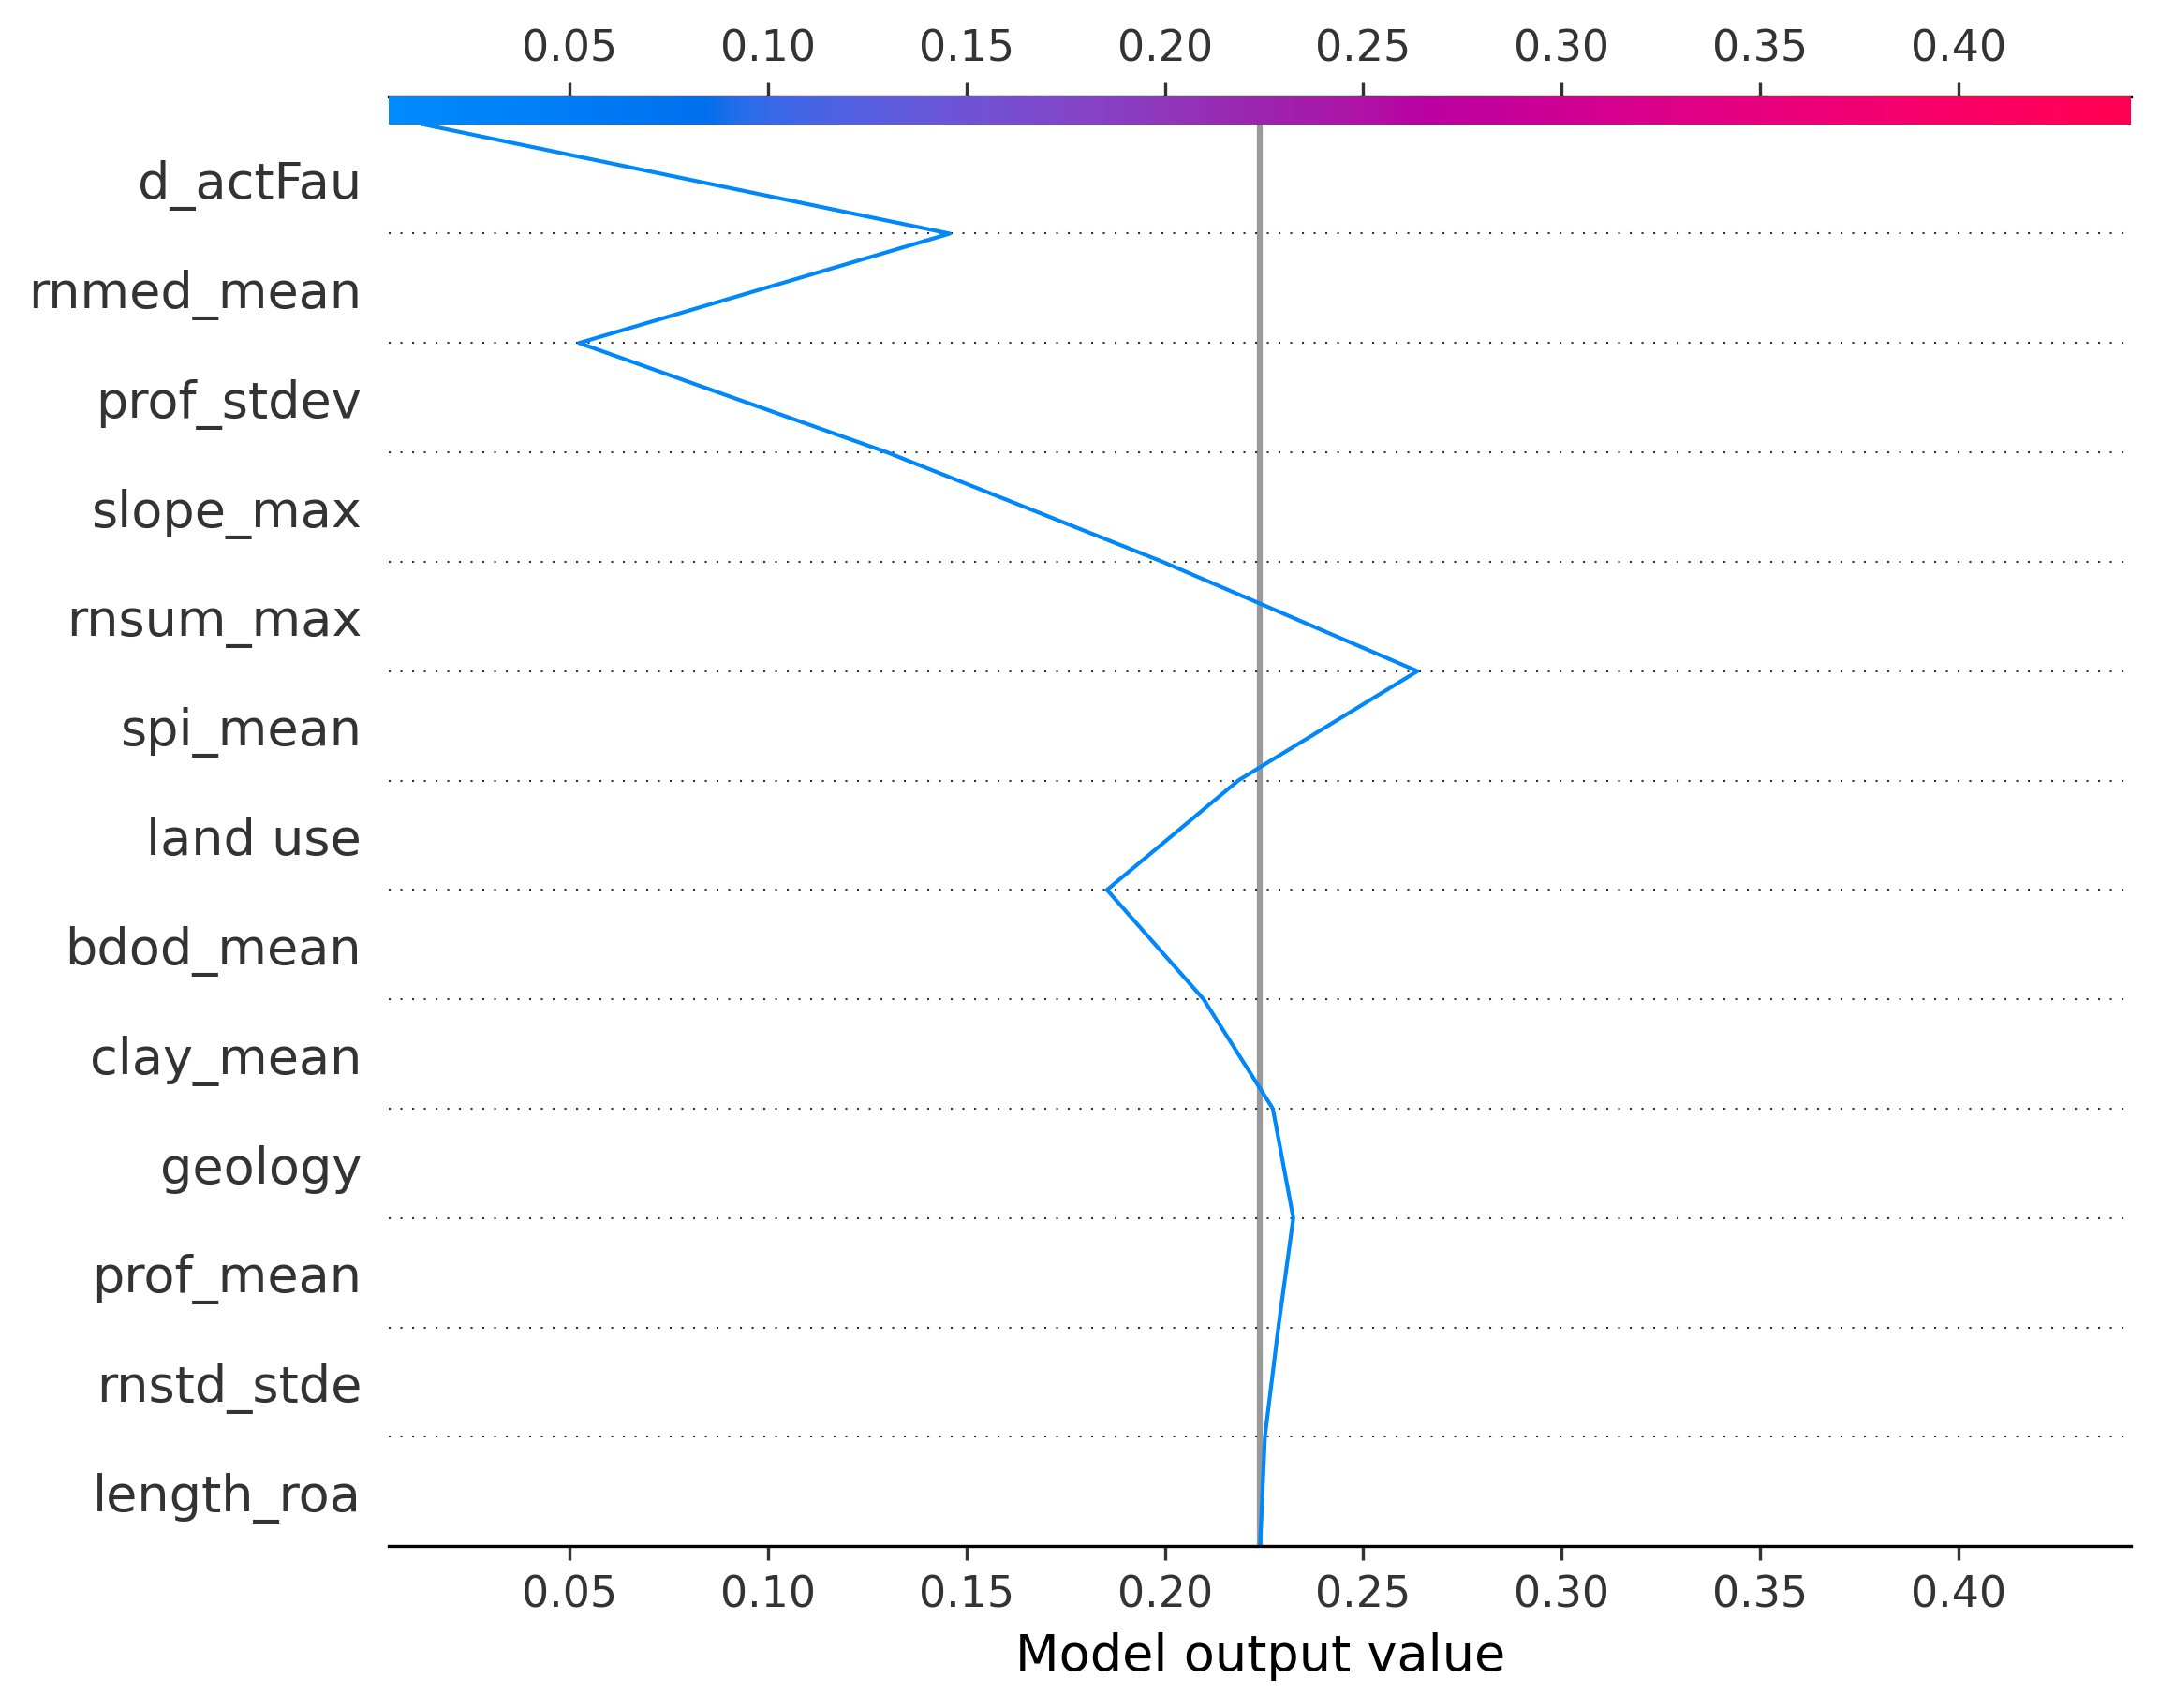 0.05 0.10 0.15 0.20 0.25 0.30 0.35 0.40
d_actFau
rnmed_mean
prof_stdev
slope_max
rnsum_max
spi_mean
land use
bdod_mean
clay_mean
geology
prof_mean
rnstd_stde
length_roa
0.05 0.10 0.15 0.20 0.25 0.30 0.35 0.40
Model output value